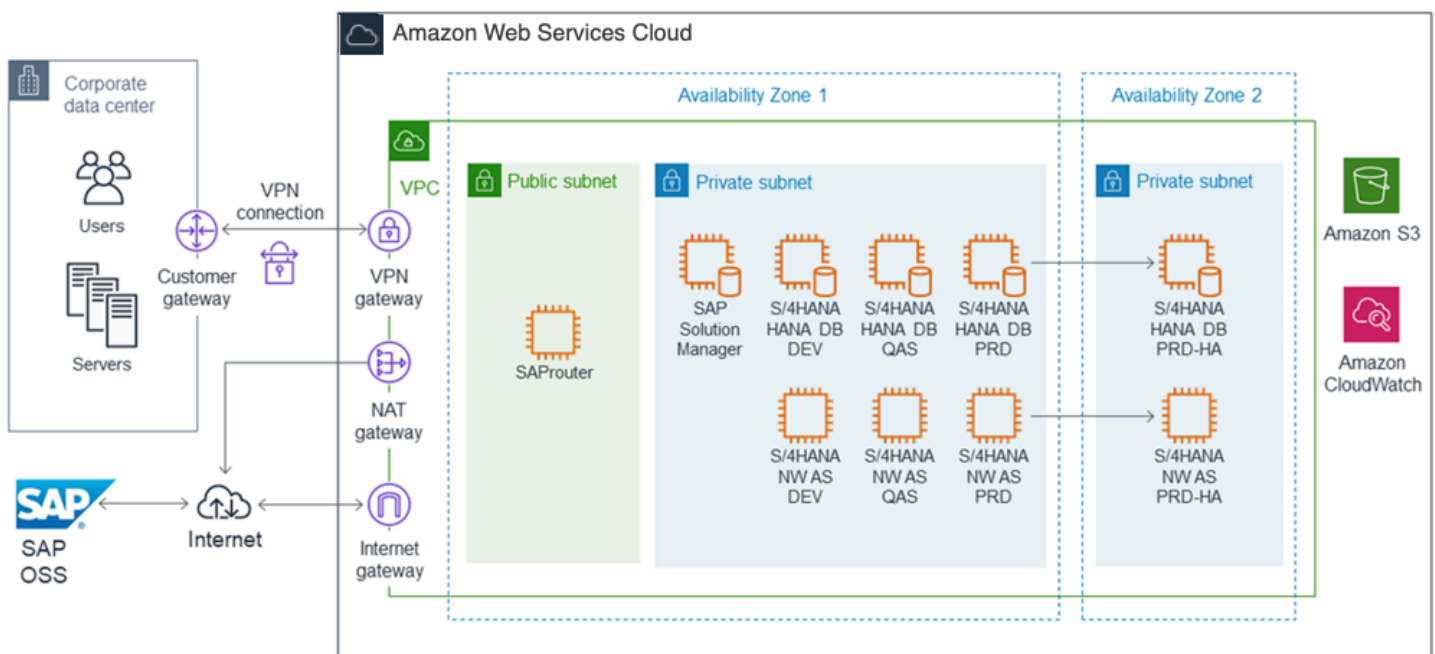 Amazon Web Services Cloud
Corporate
data center
Users
Servers
VPN
connection
Customer
gateway
VPC
VPN
gateway
NAT
gateway
Internet
gateway
SAP
SAP
OSS
Internet
Availability Zone 1
Public subnet
SAProuter
Private subnet
SAP
Solution
Manager
S/4HANA
HANA DB
DEV
S/4HANA
HANA DB
QAS
S/4HANA
HANA DB
PRD
S/4HANA
NW AS
DEV
S/4HANA
NW AS
QAS
S/4HANA
NW AS
PRD
Availability Zone 2
Private subnet
S/4HANA
HANA DB
PRD-HA
S/4HANA
NW AS
PRD-HA
Amazon S3
Amazon
CloudWatch